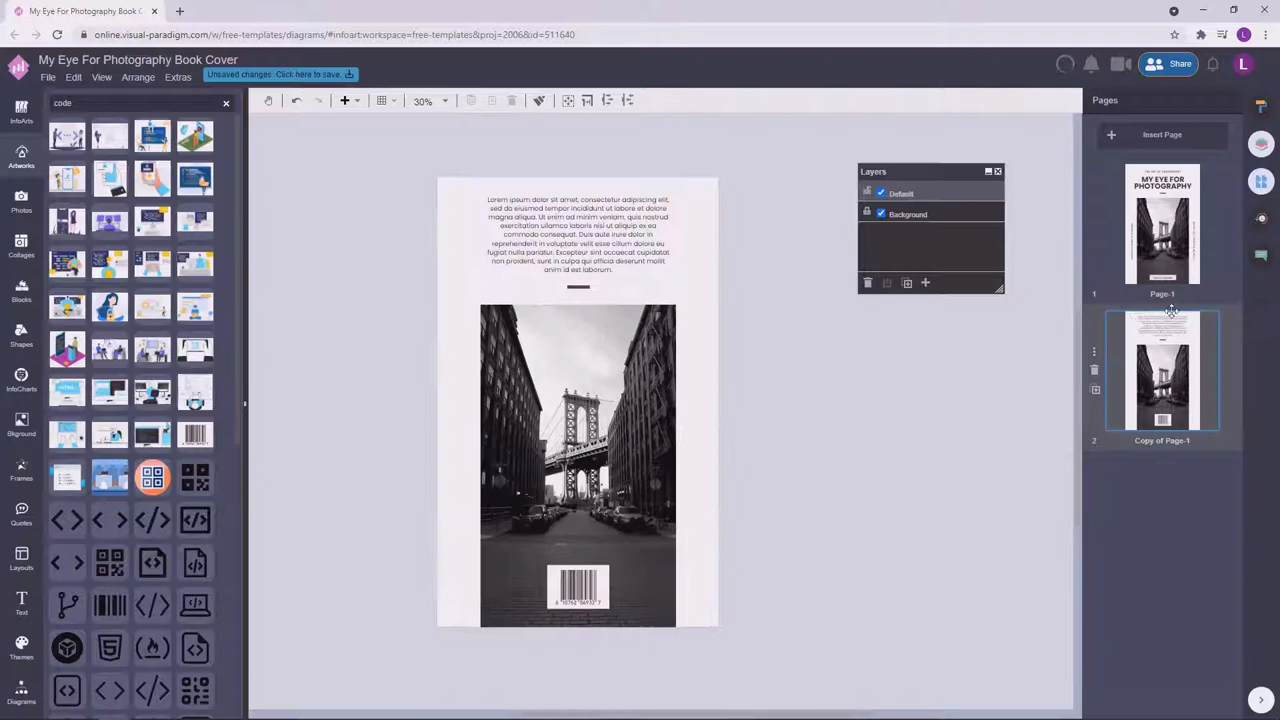 My Eye For Photography Book Cover
online.visual-paradigm.com/w/free-templates/diagrams/#infoart:workspace=free-templates&proj=2006&id=511640
L
My Eye For Photography Book Cover
File Edit View Arrange Extras
Unsaved changes: Click here to save.
Share
L
code
30%
Pages
InfoArts
Artworks
Photos
Collages
Blocks
Shapes
InfoCharts
Bkground
Frames
Quotes
Layouts
Text
Themes
Diagrams
Lorem ipsum dolor sit amet, consectetur adipiscing elit,
sed do eiusmod tempor incididunt ut labore et dolore
magna aliqua. Ut enim ad minim veniam, quis nostrud
exercitation ullamco laboris nisi ut aliquip ex ea
commodo consequat. Duis aute irure dolor in
reprehenderit in voluptate velit esse cillum dolore eu
fugiat nulla pariatur. Excepteur sint occaecat cupidatat
non proident, sunt in culpa qui officia deserunt mollit
anim id est laborum.
Layers
Default
Background
Insert Page
MY EYE FOR
PHOTOGRAPHY
1 Page-1
2 Copy of Page-1